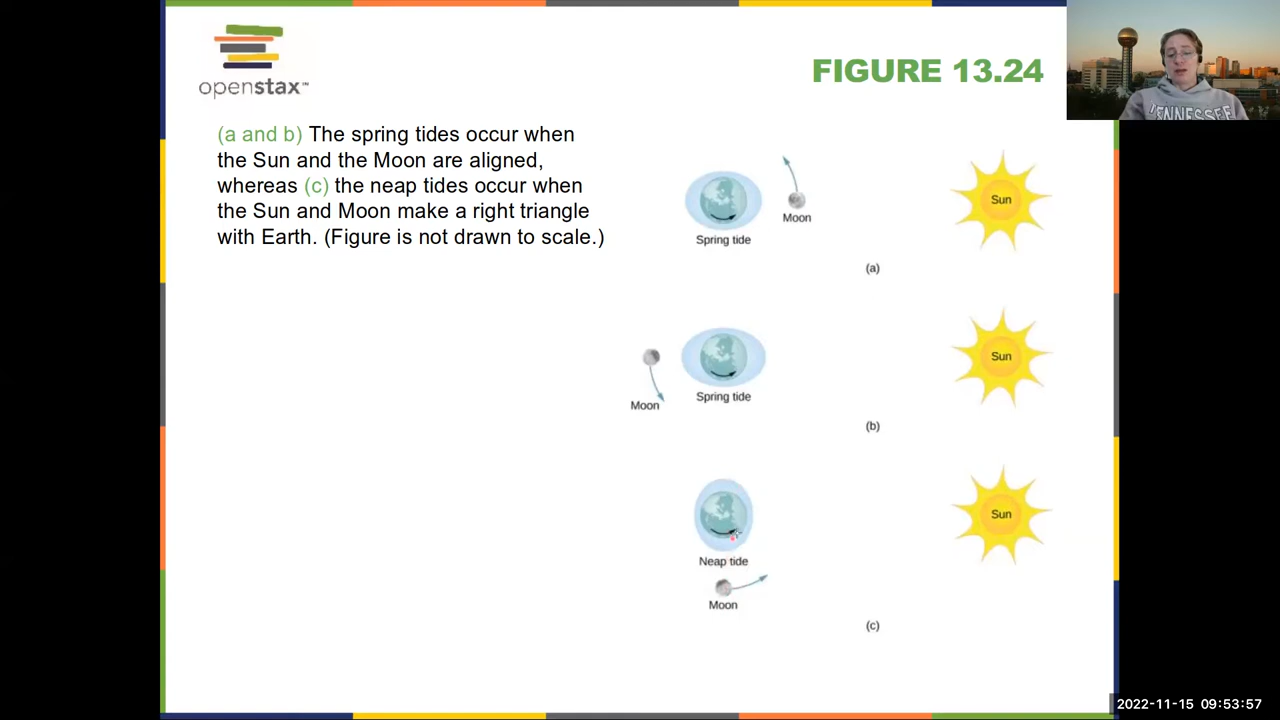 openstax™
FIGURE 13.24
TENNESSEE
(a and b) The spring tides occur when
the Sun and the Moon are aligned,
whereas (c) the neap tides occur when
the Sun and Moon make a right triangle
with Earth. (Figure is not drawn to scale.)
Moon
Sun
Spring tide
(a)
Sun
Moon
Spring tide
(b)
Sun
Neap tide
Moon
(c)
2022-11-15 09:53:57